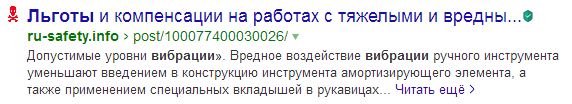 Льготы и компенсации на работах с тяжелыми и вредны...
ru-safety.info › post/100077400030026/
Допустимые уровни вибрации». Вредное воздействие вибрации ручного инструмента
уменьшают введением в конструкцию инструмента амортизирующего элемента, а
также применением специальных вкладышей в рукавицах... Читать ещё >